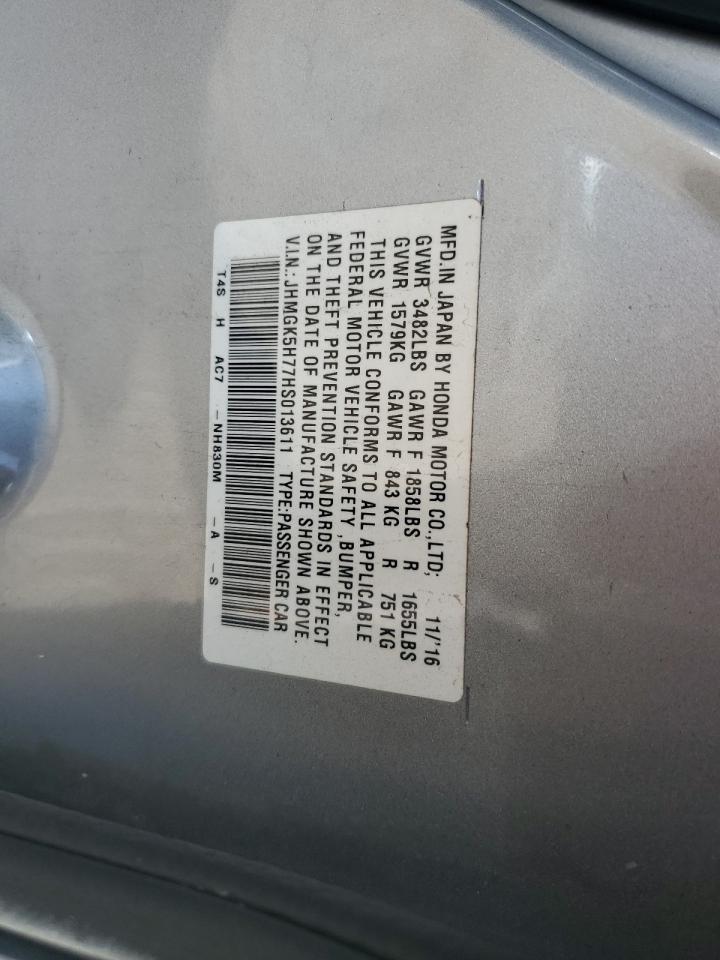 MFD.IN JAPAN BY HONDA MOTOR CO.,LTD; 11/'16
GVWR 3482LBS GAWR F 1858LBS R 1655LBS
GVWR 1579KG GAWR F 843 KG R 751 KG
THIS VEHICLE CONFORMS TO ALL APPLICABLE
FEDERAL MOTOR VEHICLE SAFETY ,BUMPER,
AND THEFT PREVENTION STANDARDS IN EFFECT
ON THE DATE OF MANUFACTURE SHOWN ABOVE.
V.I.N.: JHMGK5H77HS013611 TYPE:PASSENGER CAR
T4S H AC7 -NH830M -A -S